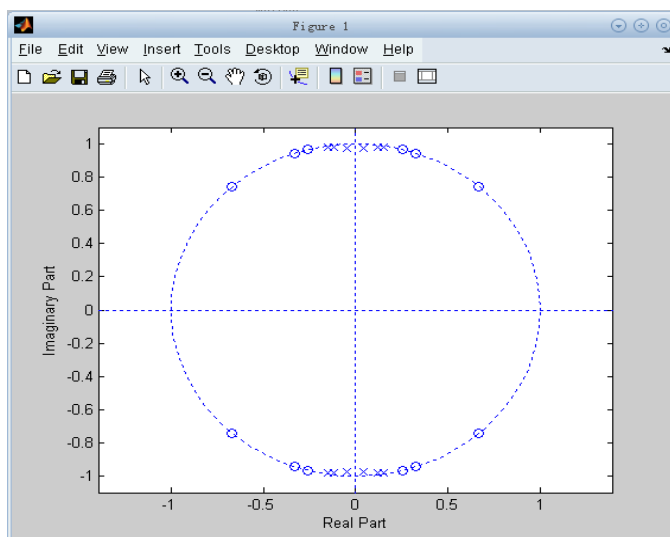 Figure 1
File Edit View Insert Tools Desktop Window Help
1
0.8
0.6
0.4
0.2
0
-0.2
-0.4
-0.6
-0.8
-1
Imaginary Part
-1 -0.5 0 0.5 1
Real Part